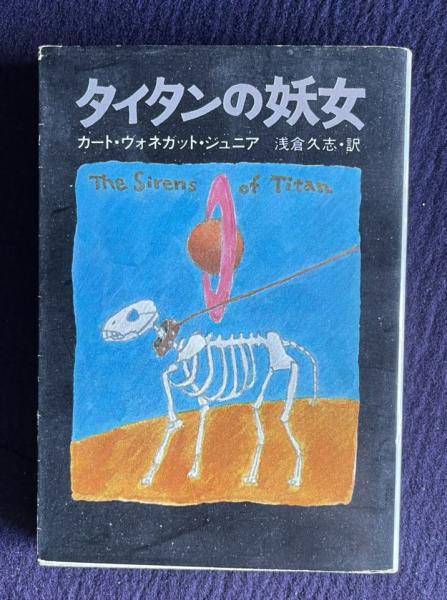 タイタンの妖女
カート・ヴォネガット・ジュニア 浅倉久志・訳
The Sirens of Titan